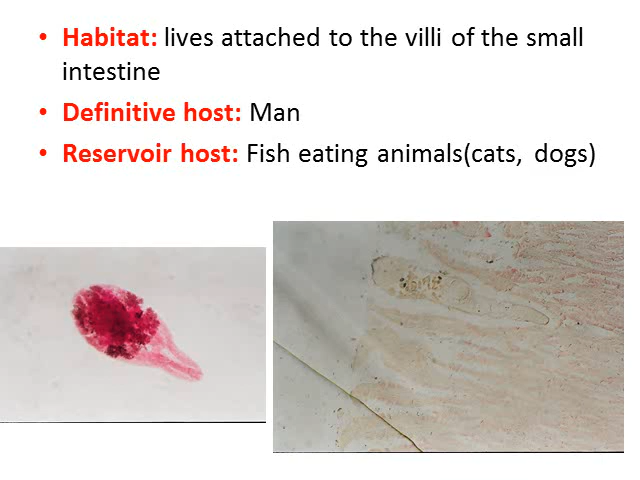 • Habitat: lives attached to the villi of the small
intestine
• Definitive host: Man
• Reservoir host: Fish eating animals(cats, dogs)